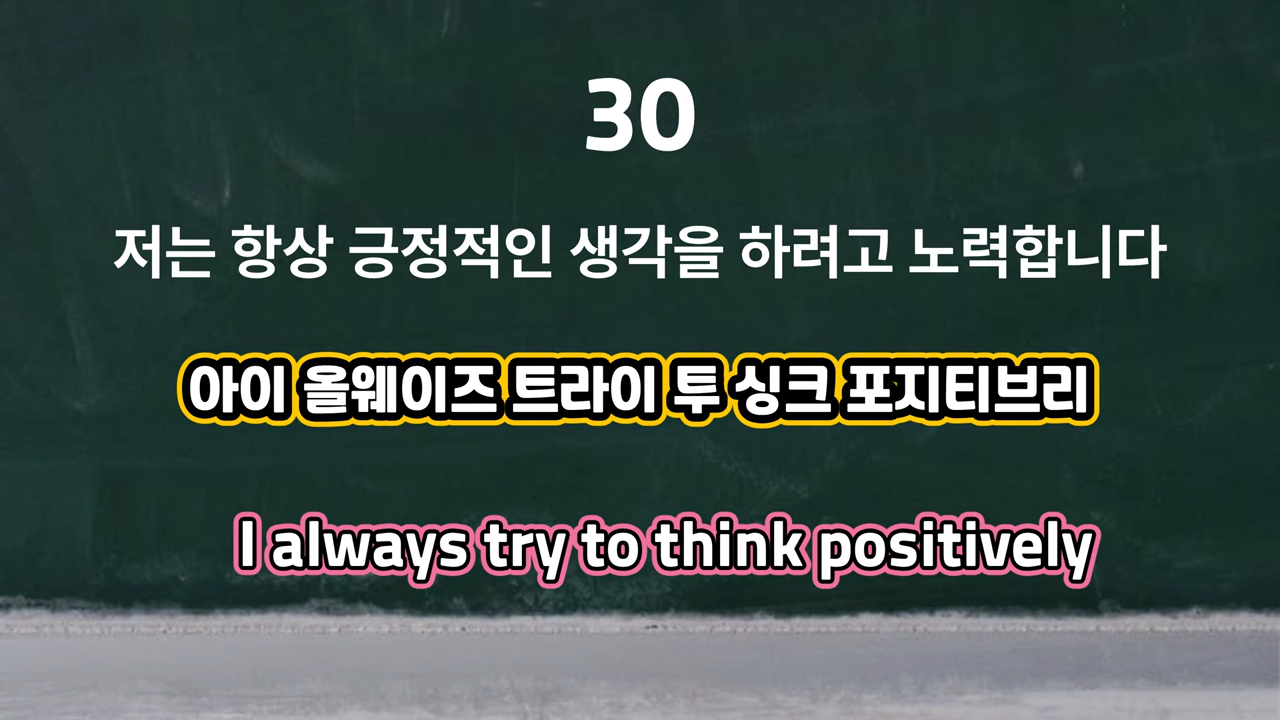 30
저는 항상 긍정적인 생각을 하려고 노력합니다
아이 올웨이즈 트라이 투 싱크 포지티브리
I always try to think positively